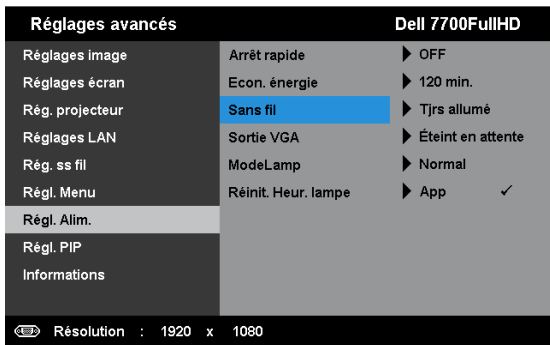 Réglages avancés Dell 7700FullHD
Réglages image Arrêt rapide OFF
Réglages écran Econ. énergie 120 min.
Rég. projecteur Sans fil Tjrs allumé
Réglages LAN Sortie VGA Éteint en attente
Rég. ss fil ModeLamp Normal
Régl. Menu Réinit. Heur. lampe App ✓
Régl. Alim.
Régl. PIP
Informations
Résolution : 1920 x 1080